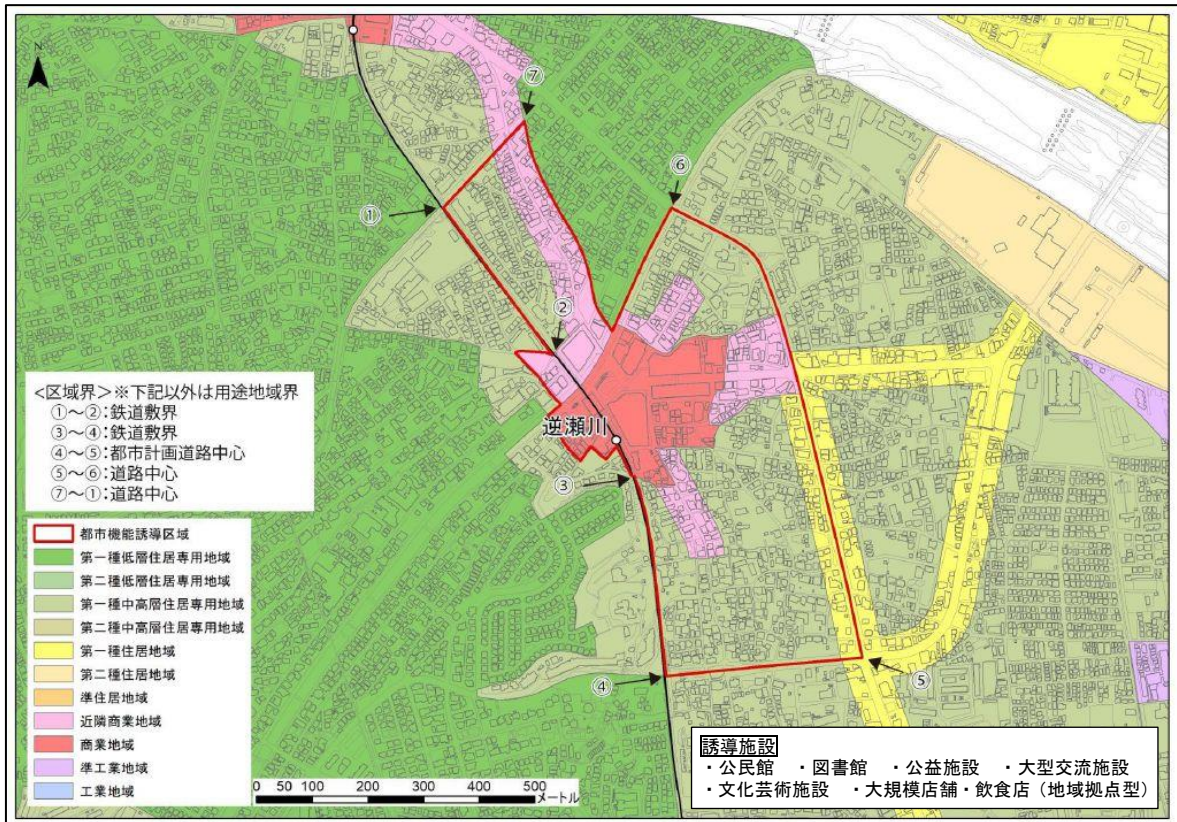 N
⑦
⑥
①
②
<区域界>※下記以外は用途地域界
①~②:鉄道敷界
③~④:鉄道敷界
④~⑤:都市計画道路中心
⑤~⑥:道路中心
⑦~①:道路中心
逆瀬川
③
④
⑤
都市機能誘導区域
第一種低層住居専用地域
第二種低層住居専用地域
第一種中高層住居専用地域
第二種中高層住居専用地域
第一種住居地域
第二種住居地域
準住居地域
近隣商業地域
商業地域
準工業地域
工業地域
0 50 100 200 300 400 500
メートル
誘導施設
・公民館 ・図書館 ・公益施設 ・大型交流施設
・文化芸術施設 ・大規模店舗・飲食店(地域拠点型)